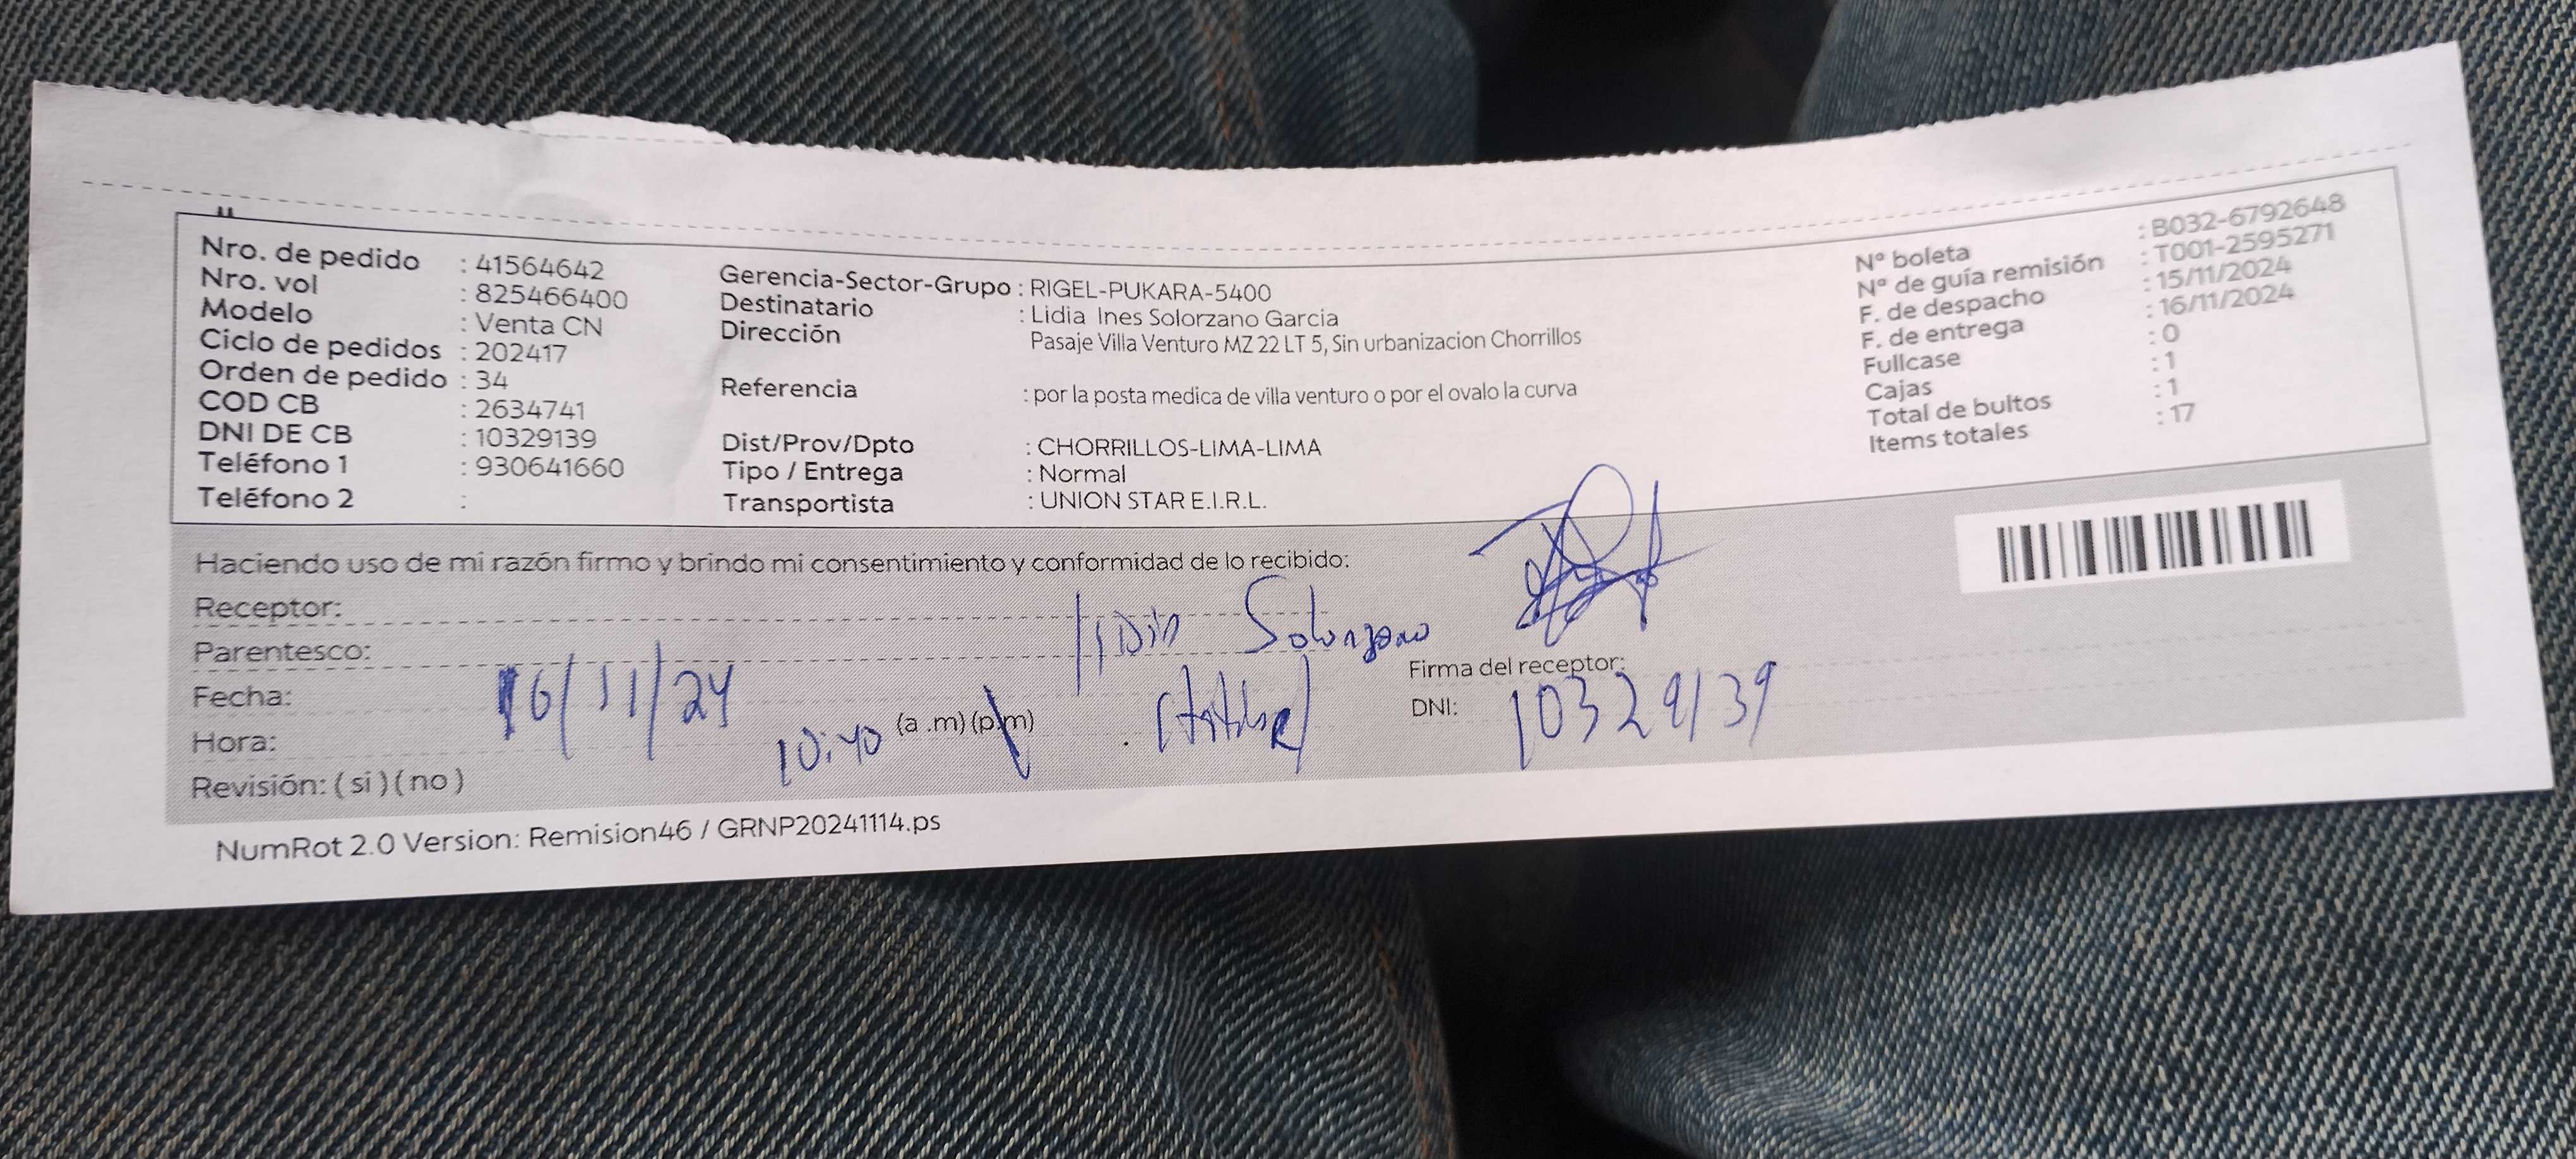 Nro. de pedido : 41564642
Nro. vol : 825466400
Modelo : Venta CN
Ciclo de pedidos : 202417
Orden de pedido : 34
COD CB : 2634741
DNI DE CB : 10329139
Teléfono 1 : 930641660
Teléfono 2 :
Gerencia-Sector-Grupo : RIGEL-PUKARA-5400
Destinatario : Lidia Ines Solorzano Garcia
Dirección Pasaje Villa Venturo MZ 22 LT 5, Sin urbanizacion Chorrillos
Referencia : por la posta medica de villa venturo o por el ovalo la curva
Dist/Prov/Dpto : CHORRILLOS-LIMA-LIMA
Tipo / Entrega : Normal
Transportista : UNION STAR E.I.R.L.
N° boleta : B032-6792648
N° de guía remisión : T001-2595271
F. de despacho : 15/11/2024
F. de entrega : 16/11/2024
Fullcase : 0
Cajas : 1
Total de bultos : 1
Items totales : 17
Haciendo uso de mi razón firmo y brindo mi consentimiento y conformidad de lo recibido:
Receptor: Lidia Solorzano
Parentesco:
Fecha: 16/11/24
Hora: 10:40 (a .m) (p.m)
Revisión: ( si ) ( no )
Firma del receptor:
DNI: 10329139
NumRot 2.0 Version: Remision46 / GRNP20241114.ps